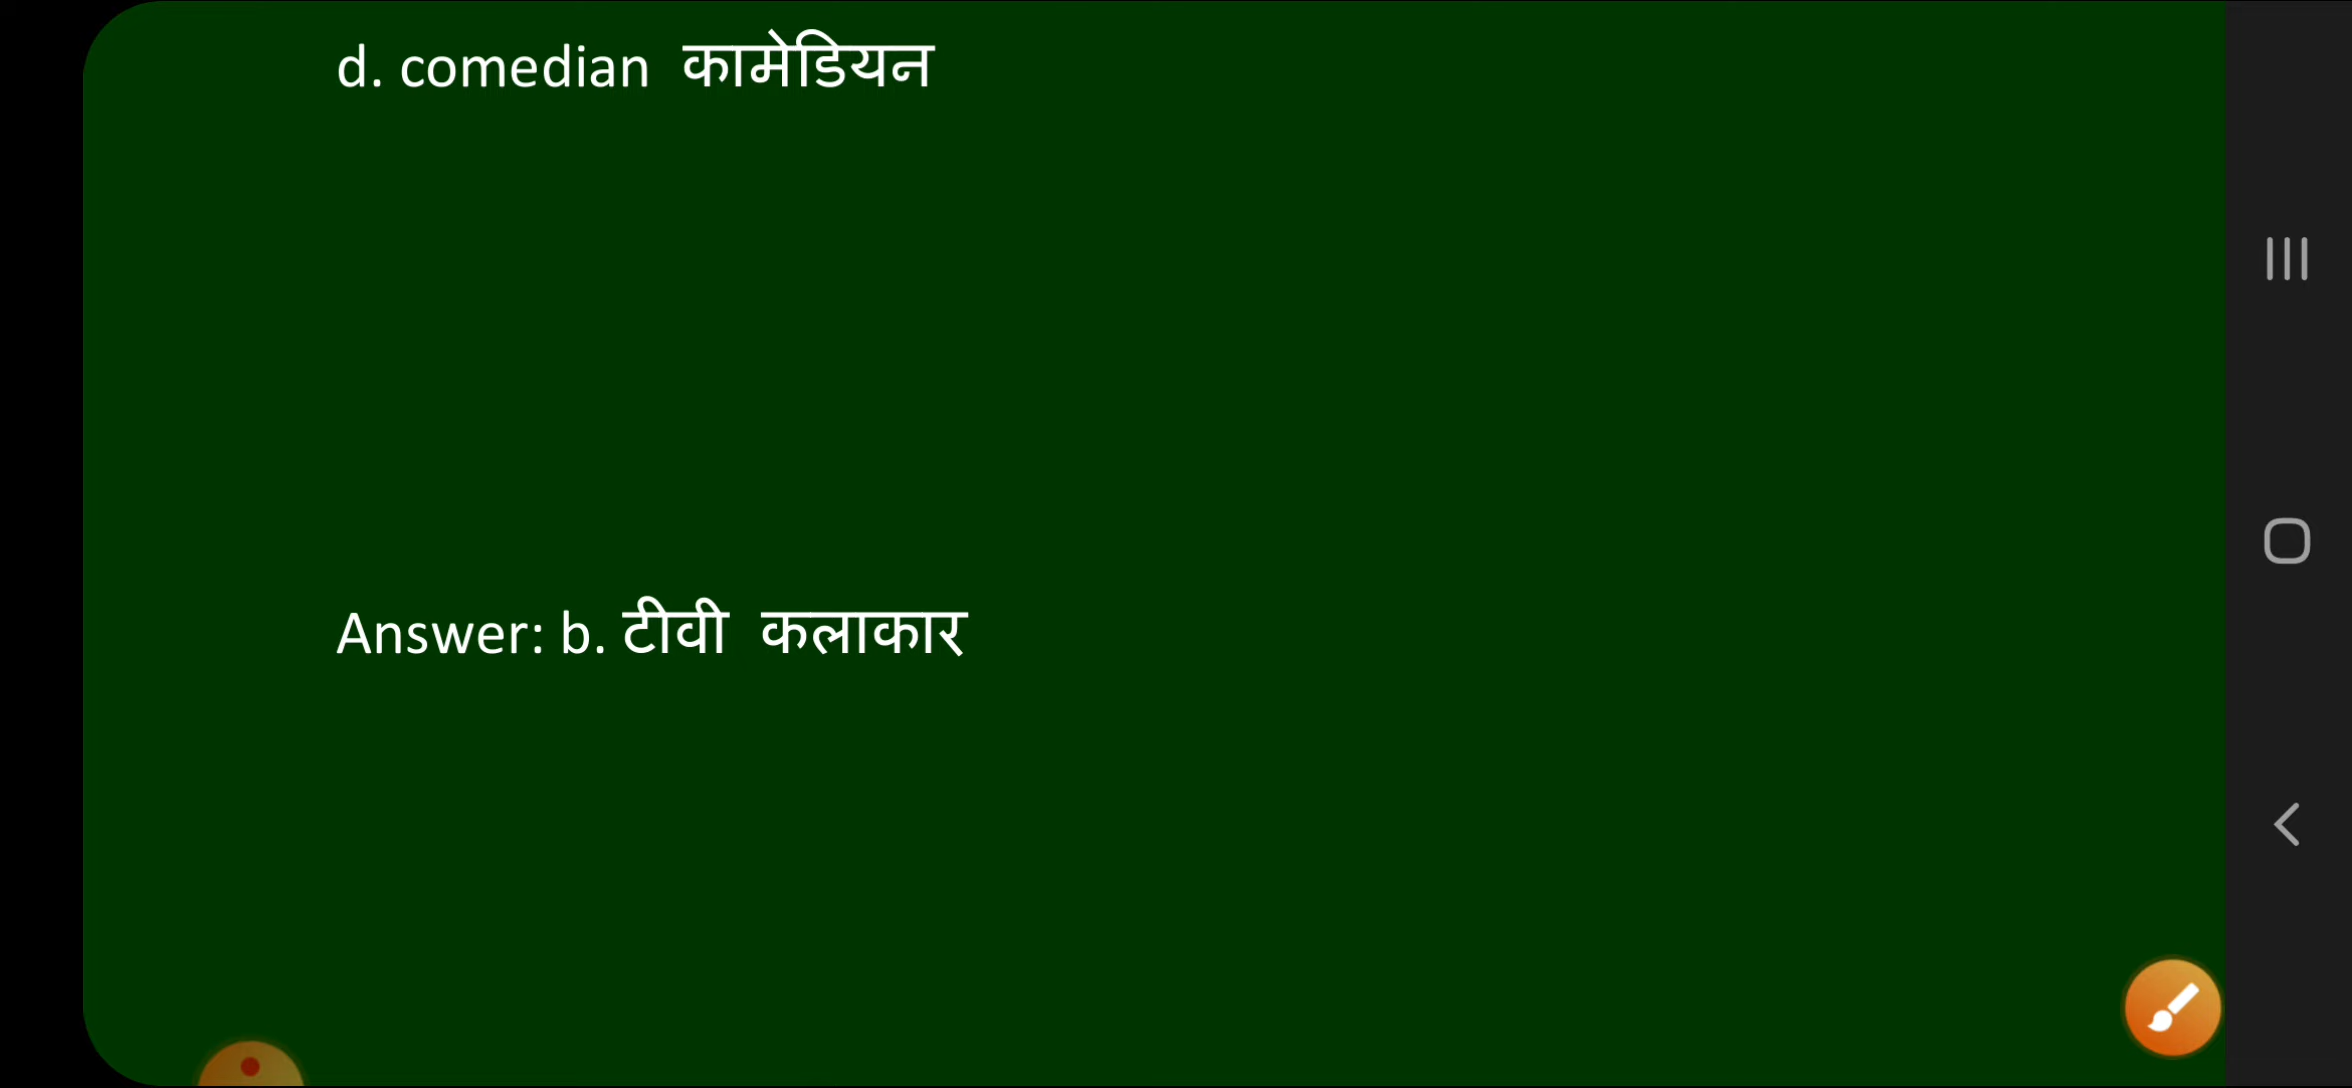 d. comedian कामेडियन
Answer: b. टीवी कलाकार